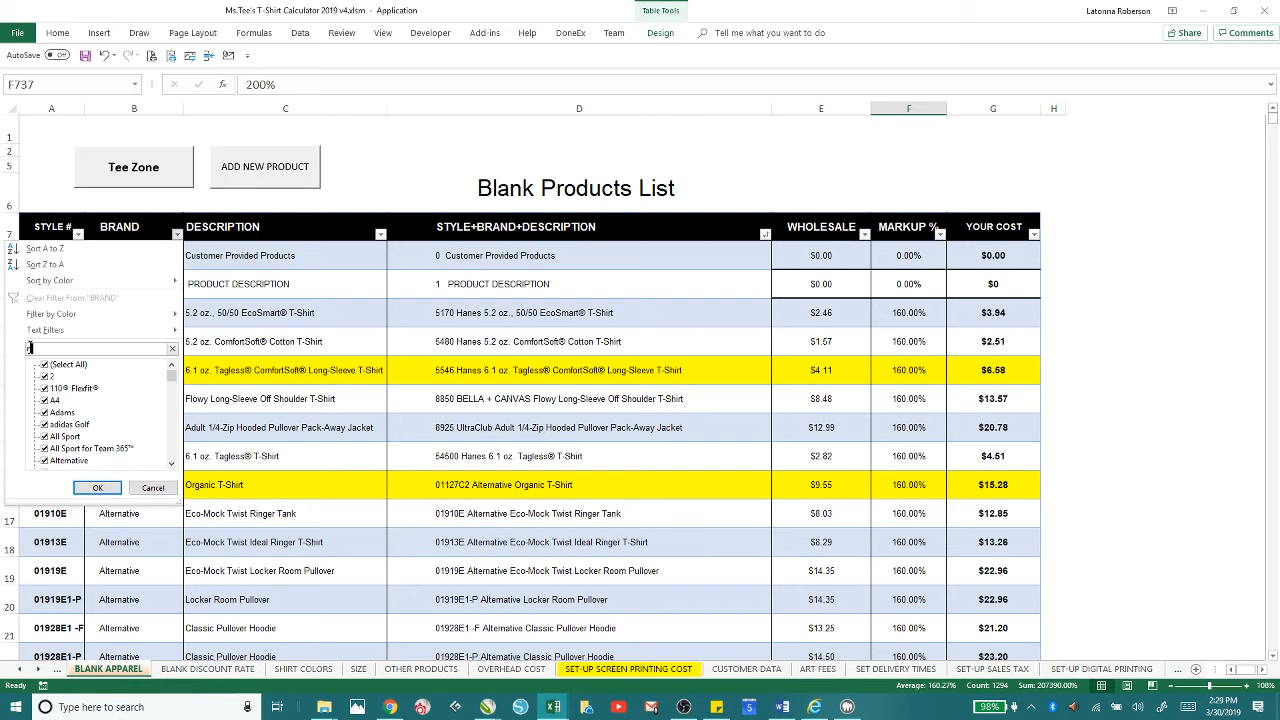 Ms.Tee's T-Shirt Calculator 2019 v4.xlsm - Application
Table Tools
Latonna Roberson
File Home Insert Draw Page Layout Formulas Data Review View Developer Add-ins Help DoneEx Team Design Tell me what you want to do Share Comments
AutoSave Off
F737 200%
A B C D E F G H
1
2
5
6
Tee Zone
ADD NEW PRODUCT
Blank Products List
7 STYLE # BRAND DESCRIPTION STYLE+BRAND+DESCRIPTION WHOLESALE MARKUP % YOUR COST
Customer Provided Products 0 Customer Provided Products $0.00 0.00% $0.00
PRODUCT DESCRIPTION 1 PRODUCT DESCRIPTION $0.00 0.00% $0
5.2 oz., 50/50 EcoSmart® T-Shirt 5170 Hanes 5.2 oz., 50/50 EcoSmart® T-Shirt $2.46 160.00% $3.94
5.2 oz. ComfortSoft® Cotton T-Shirt 5480 Hanes 5.2 oz. ComfortSoft® Cotton T-Shirt $1.57 160.00% $2.51
6.1 oz. Tagless® ComfortSoft® Long-Sleeve T-Shirt 5546 Hanes 6.1 oz. Tagless® ComfortSoft® Long-Sleeve T-Shirt $4.11 160.00% $6.58
Flowy Long-Sleeve Off Shoulder T-Shirt 8850 BELLA + CANVAS Flowy Long-Sleeve Off Shoulder T-Shirt $8.48 160.00% $13.57
Adult 1/4-Zip Hooded Pullover Pack-Away Jacket 8925 UltraClub Adult 1/4-Zip Hooded Pullover Pack-Away Jacket $12.99 160.00% $20.78
6.1 oz. Tagless® T-Shirt 54500 Hanes 6.1 oz. Tagless® T-Shirt $2.82 160.00% $4.51
Organic T-Shirt 01127C2 Alternative Organic T-Shirt $9.55 160.00% $15.28
17 01910E Alternative Eco-Mock Twist Ringer Tank 01910E Alternative Eco-Mock Twist Ringer Tank $8.03 160.00% $12.85
18 01913E Alternative Eco-Mock Twist Ideal Ringer T-Shirt 01913E Alternative Eco-Mock Twist Ideal Ringer T-Shirt $8.29 160.00% $13.26
19 01919E Alternative Eco-Mock Twist Locker Room Pullover 01919E Alternative Eco-Mock Twist Locker Room Pullover $14.35 160.00% $22.96
20 01919E1-P Alternative Locker Room Pullover 01919E1-P Alternative Locker Room Pullover $14.35 160.00% $22.96
21 01928E1 -F Alternative Classic Pullover Hoodie 01928E1 -F Alternative Classic Pullover Hoodie $13.25 160.00% $21.20
01928E1-P Alternative Classic Pullover Hoodie 01928E1-P Alternative Classic Pullover Hoodie $14.50 160.00% $23.20
Sort A to Z
Sort Z to A
Sort by Color
Clear Filter From "BRAND"
Filter by Color
Text Filters
(Select All)
2
110® Flexfit®
A4
Adams
adidas Golf
All Sport
All Sport for Team 365™
Alternative
OK Cancel
... BLANK APPAREL BLANK DISCOUNT RATE SHIRT COLORS SIZE OTHER PRODUCTS OVERHEAD COST SET-UP SCREEN PRINTING COST CUSTOMER DATA ART FEES SET DELIVERY TIMES SET-UP SALES TAX SET-UP DIGITAL PRINTING ...
Ready Average: 160.27% Count: 1294 Sum: 207390.00% 108%
Type here to search 98% 2:29 PM
3/30/2019